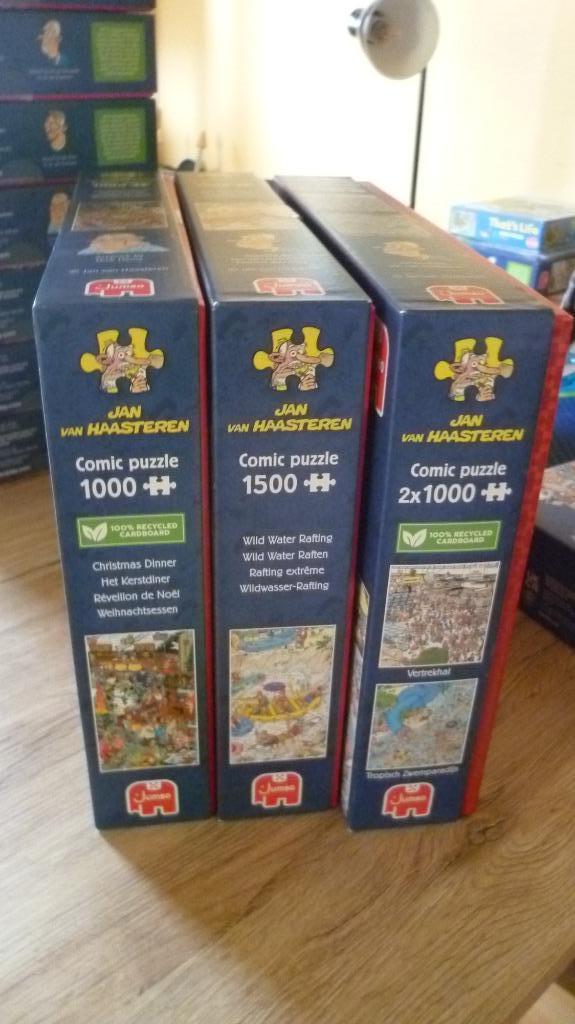 Jumbo
JAN
VAN HAASTEREN
Comic puzzle
1000
100% RECYCLED
CARDBOARD
Christmas Dinner
Het Kerstdiner
Réveillon de Noël
Weihnachtsessen
Jumbo
Jumbo
JAN
VAN HAASTEREN
Comic puzzle
1500
Wild Water Rafting
Wild Water Raften
Rafting extrême
Wildwasser-Rafting
Jumbo
Jumbo
JAN
VAN HAASTEREN
Comic puzzle
2x1000
100% RECYCLED
CARDBOARD
Vertrekhal
Tropisch Zwemparadijs
Jumbo
That's Life